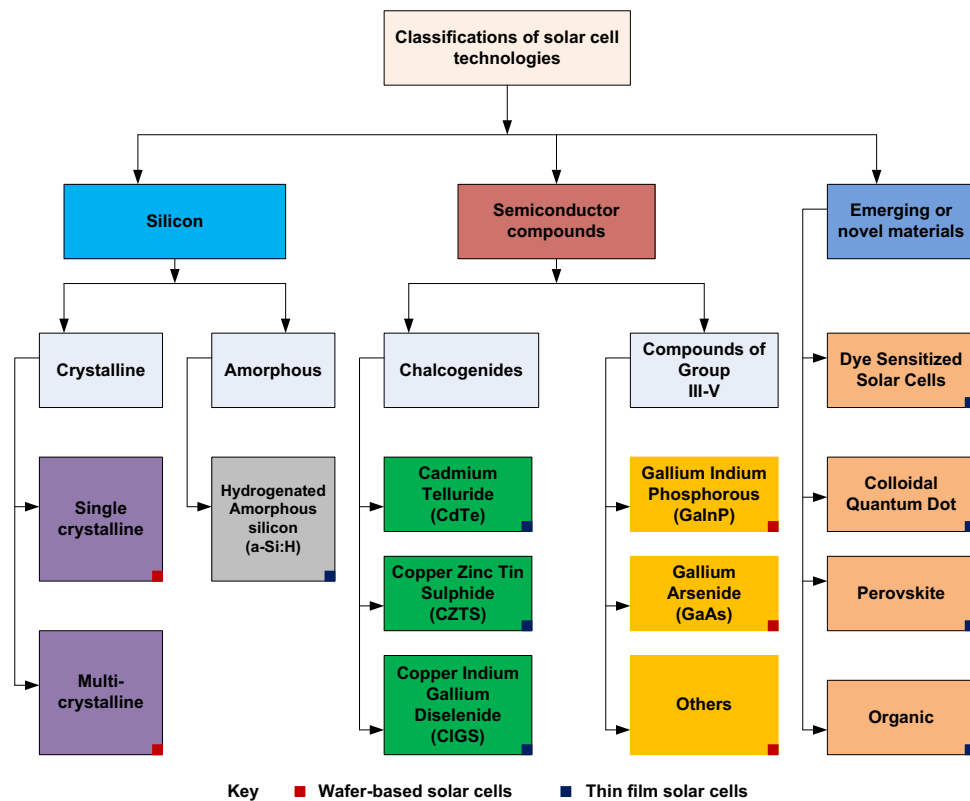 Classifications of solar cell
technologies
Silicon
Semiconductor
compounds
Emerging or
novel materials
Crystalline
Amorphous
Chalcogenides
Compounds of
Group
III-V
Dye Sensitized
Solar Cells
Single
crystalline
Hydrogenated
Amorphous
silicon
(a-Si:H)
Cadmium
Telluride
(CdTe)
Gallium Indium
Phosphorous
(GaInP)
Colloidal
Quantum Dot
Copper Zinc Tin
Sulphide
(CZTS)
Gallium
Arsenide
(GaAs)
Perovskite
Multi-
crystalline
Copper Indium
Gallium
Diselenide
(CIGS)
Others
Organic
Key Wafer-based solar cells Thin film solar cells